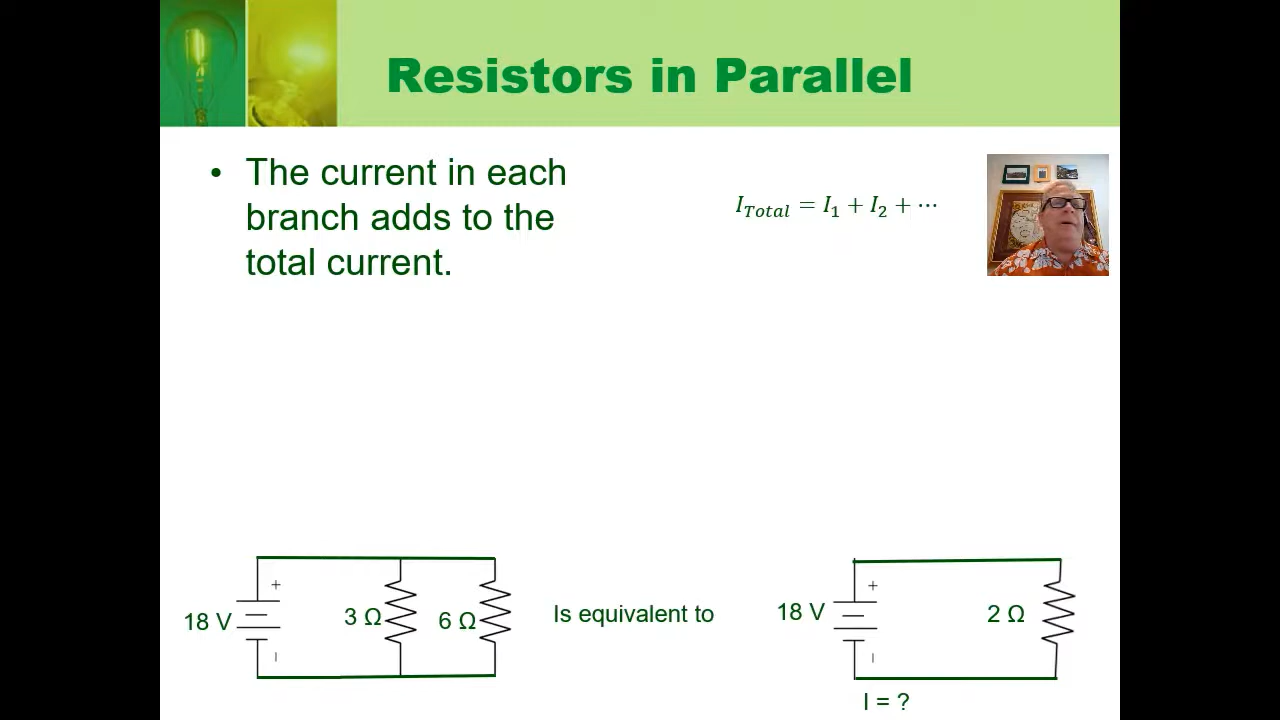 Resistors in Parallel
• The current in each
branch adds to the
total current.
I_Total = I_1 + I_2 + ⋯
18 V
+
−
3 Ω
6 Ω
Is equivalent to
18 V
+
−
2 Ω
I = ?